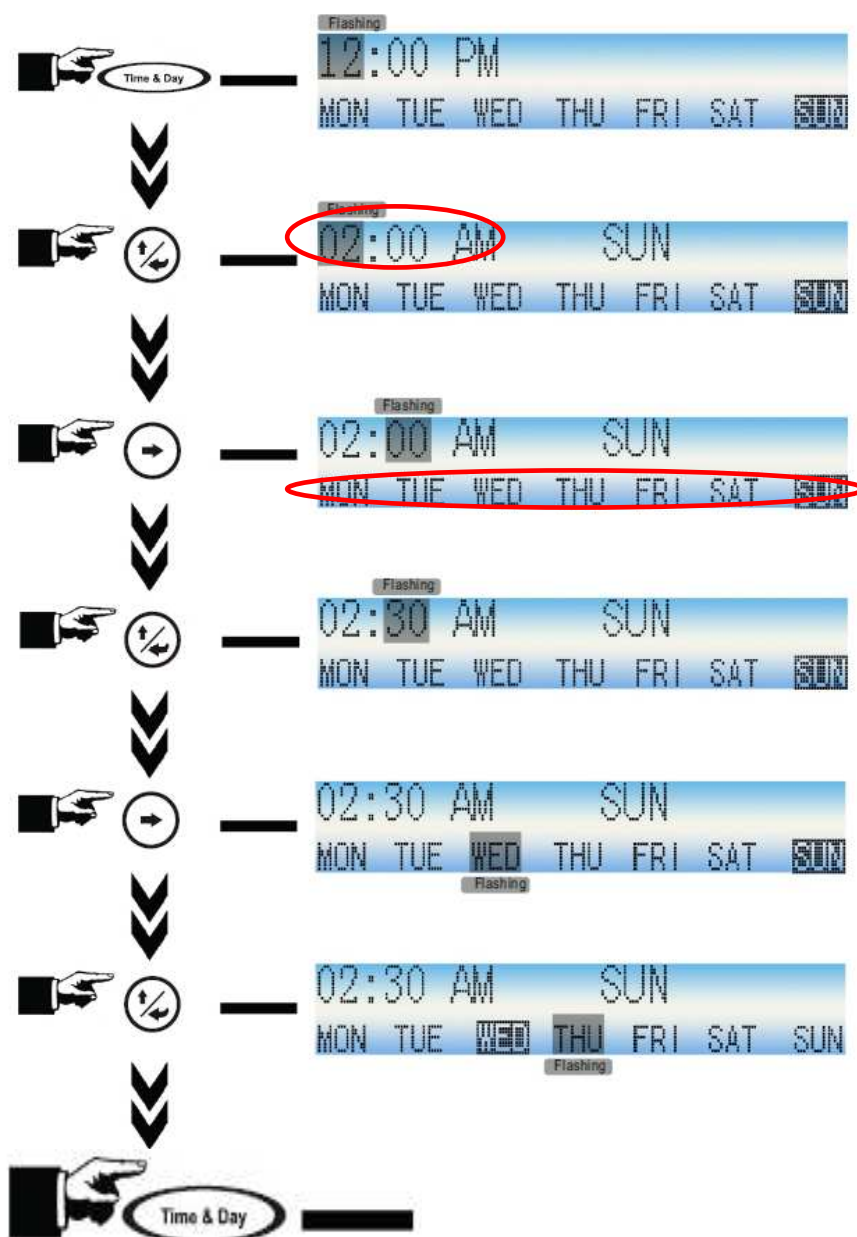 Flashing
12:00 PM
Time & Day
MON TUE WED THU FRI SAT SUN
Flashing
02:00 AM SUN
MON TUE WED THU FRI SAT SUN
Flashing
02:00 AM SUN
MON TUE WED THU FRI SAT SUN
Flashing
02:30 AM SUN
MON TUE WED THU FRI SAT SUN
02:30 AM SUN
MON TUE WED THU FRI SAT SUN
Flashing
02:30 AM SUN
MON TUE WED THU FRI SAT SUN
Flashing
Time & Day